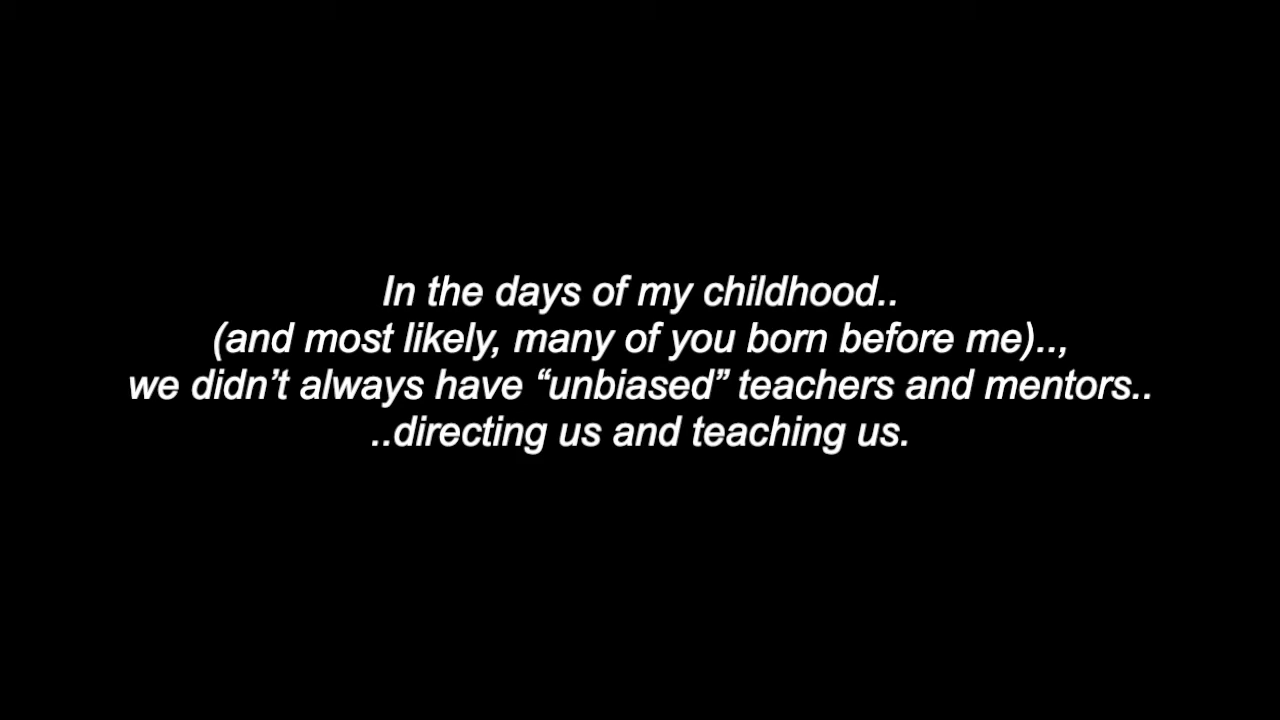 In the days of my childhood..
(and most likely, many of you born before me)..,
we didn’t always have “unbiased” teachers and mentors..
..directing us and teaching us.